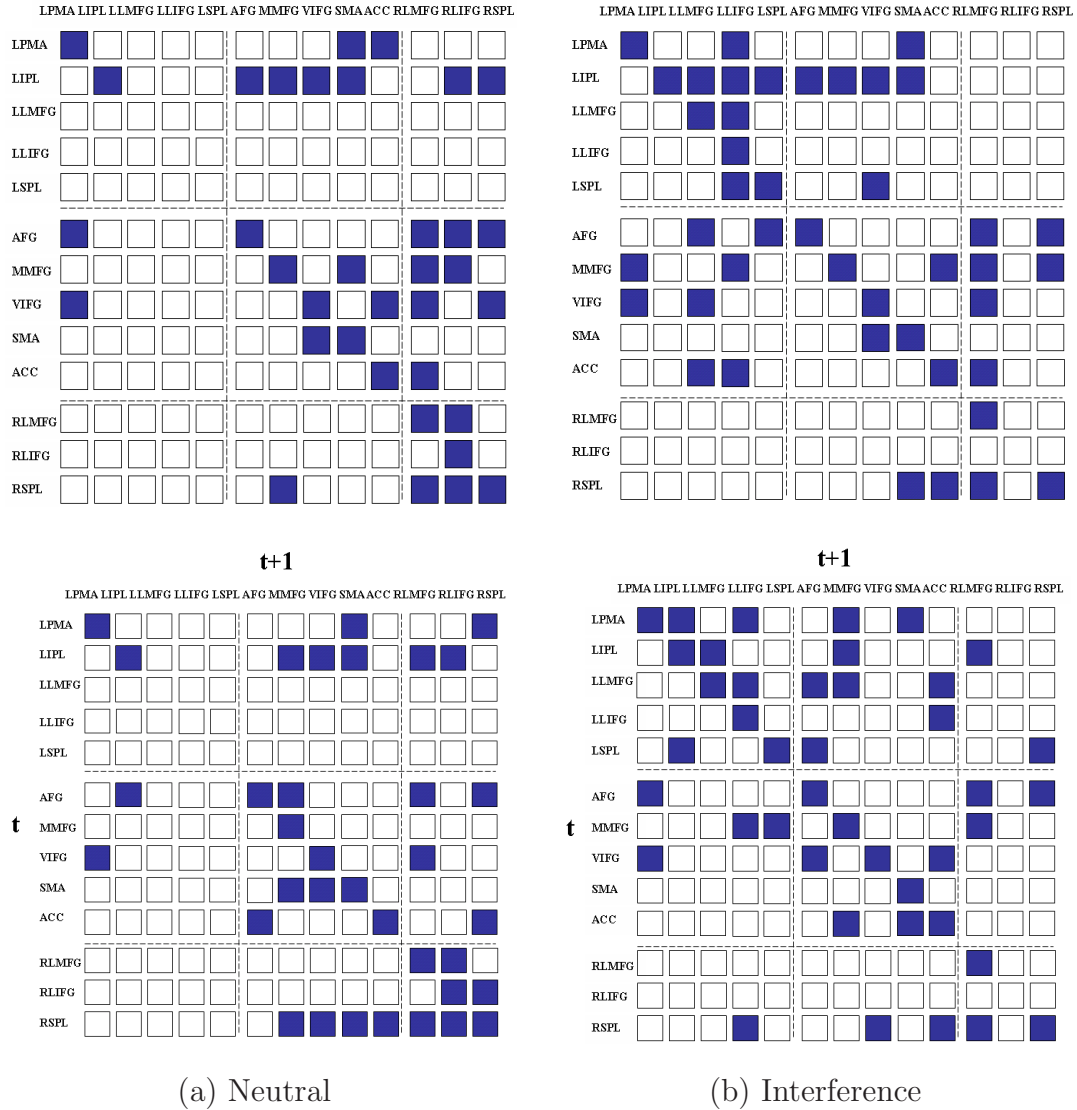 LPMA LIPL LLMFG LLIFG LSPL AFG MMFG VIFG SMA ACC RLMFG RLIFG RSPL
LPMA
LIPL
LLMFG
LLIFG
LSPL
AFG
MMFG
VIFG
SMA
ACC
RLMFG
RLIFG
RSPL
LPMA LIPL LLMFG LLIFG LSPL AFG MMFG VIFG SMA ACC RLMFG RLIFG RSPL
LPMA
LIPL
LLMFG
LLIFG
LSPL
AFG
MMFG
VIFG
SMA
ACC
RLMFG
RLIFG
RSPL
t+1
LPMA LIPL LLMFG LLIFG LSPL AFG MMFG VIFG SMA ACC RLMFG RLIFG RSPL
LPMA
LIPL
LLMFG
LLIFG
LSPL
AFG
t
MMFG
VIFG
SMA
ACC
RLMFG
RLIFG
RSPL
(a) Neutral
t+1
LPMA LIPL LLMFG LLIFG LSPL AFG MMFG VIFG SMA ACC RLMFG RLIFG RSPL
LPMA
LIPL
LLMFG
LLIFG
LSPL
AFG
t
MMFG
VIFG
SMA
ACC
RLMFG
RLIFG
RSPL
(b) Interference